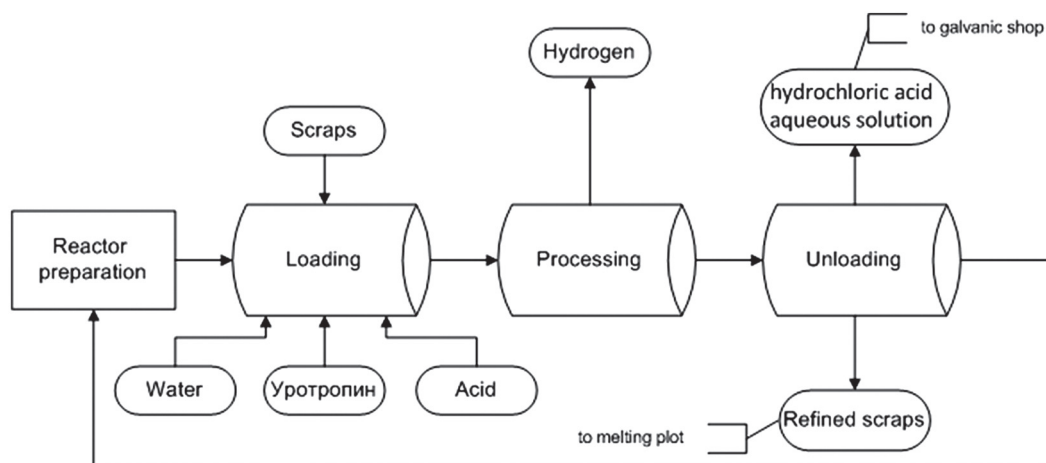 to galvanic shop
Hydrogen
hydrochloric acid
aqueous solution
Scraps
Reactor
preparation
Loading
Processing
Unloading
Water
Уротропин
Acid
Refined scraps
to melting plot